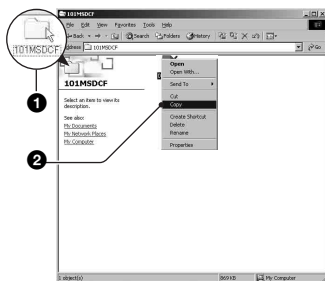 101MSDCF
File Edit View Favorites Tools Help
Back Search Folders History
Address 101MSDCF Go
101MSDCF
1
101MSDCF
Select an item to view its description.
See also:
My Documents
My Network Places
My Computer
2
Open
Open With...
Send To
Cut
Copy
Create Shortcut
Delete
Rename
Properties
1 object(s) 869 KB My Computer